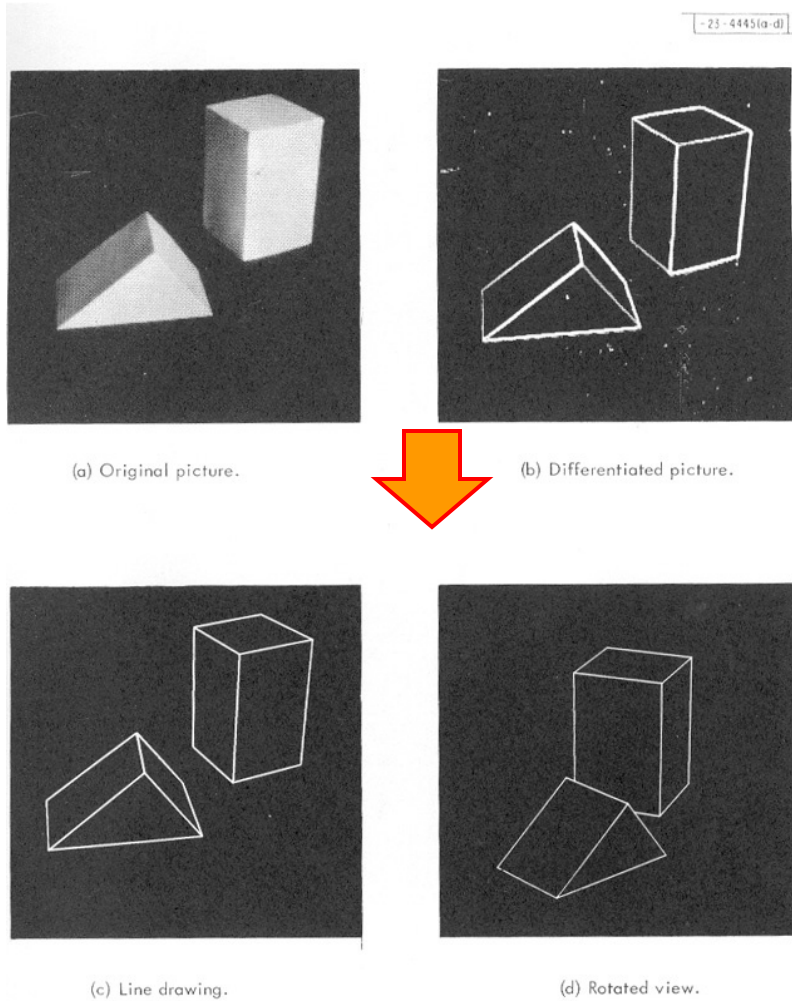 -23-4445(a-d)
(a) Original picture.
(b) Differentiated picture.
(c) Line drawing.
(d) Rotated view.